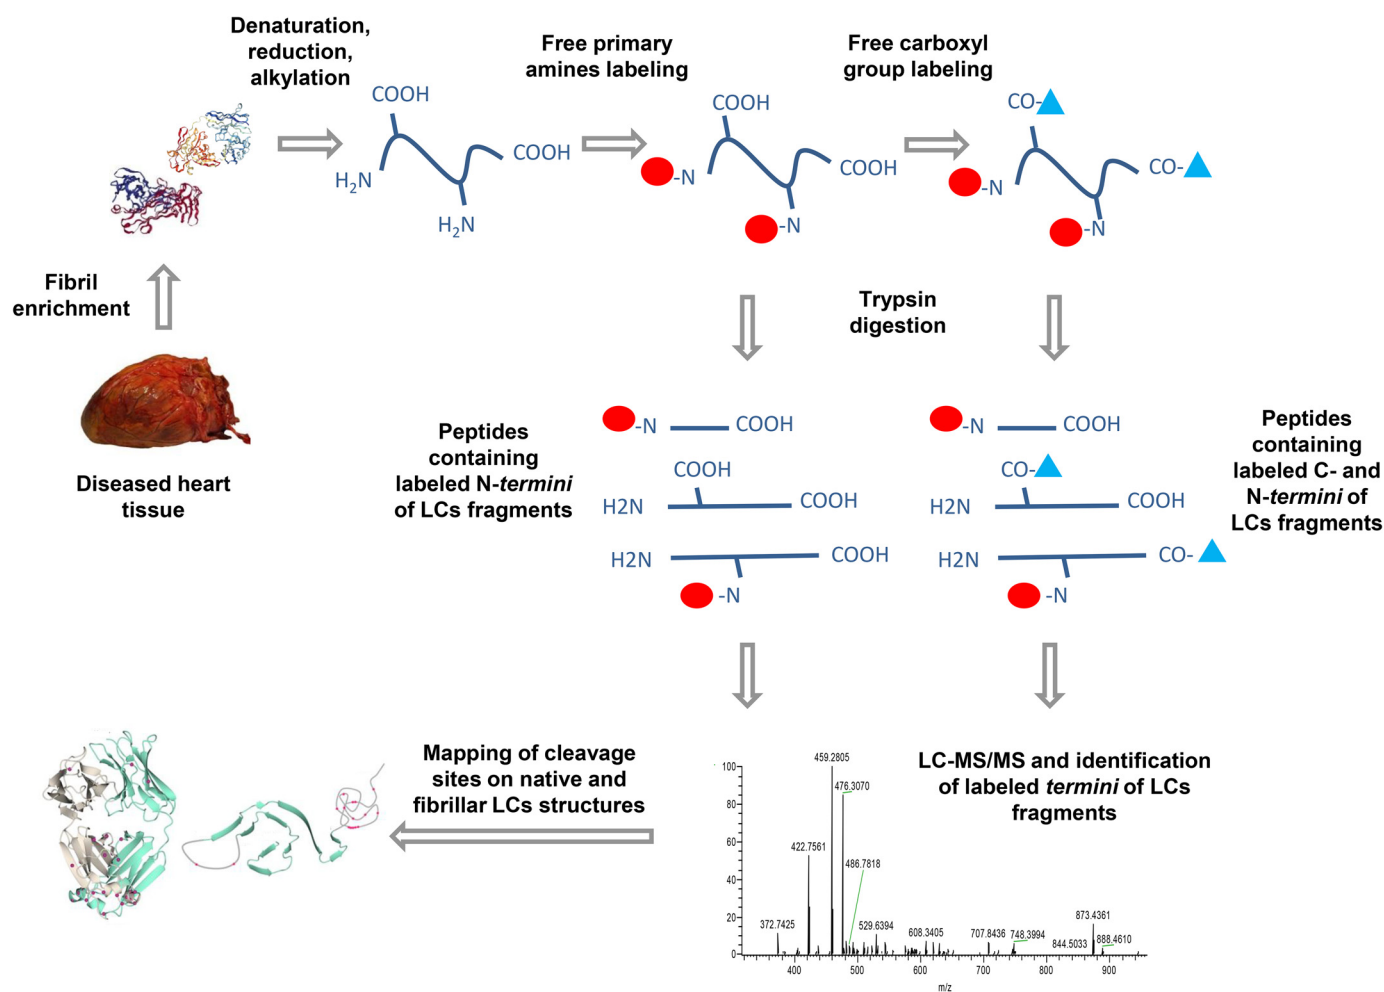 Denaturation,
reduction,
alkylation
Free primary
amines labeling
Free carboxyl
group labeling
COOH
COOH
H2N
H2N
COOH
COOH
-N
-N
CO-
CO-
-N
-N
Fibril
enrichment
Trypsin
digestion
Diseased heart
tissue
Peptides
containing
labeled N-termini
of LCs fragments
-N
COOH
COOH
H2N
COOH
H2N
COOH
-N
-N
COOH
CO-
H2N
COOH
H2N
CO-
-N
Peptides
containing
labeled C- and
N-termini of
LCs fragments
Mapping of cleavage
sites on native and
fibrillar LCs structures
LC-MS/MS and identification
of labeled termini of LCs
fragments
100
80
60
40
20
0
459.2805
476.3070
422.7561
486.7818
372.7425
529.6394
608.3405
707.8436
748.3994
844.5033
873.4361
888.4610
400
500
600
700
800
900
m/z